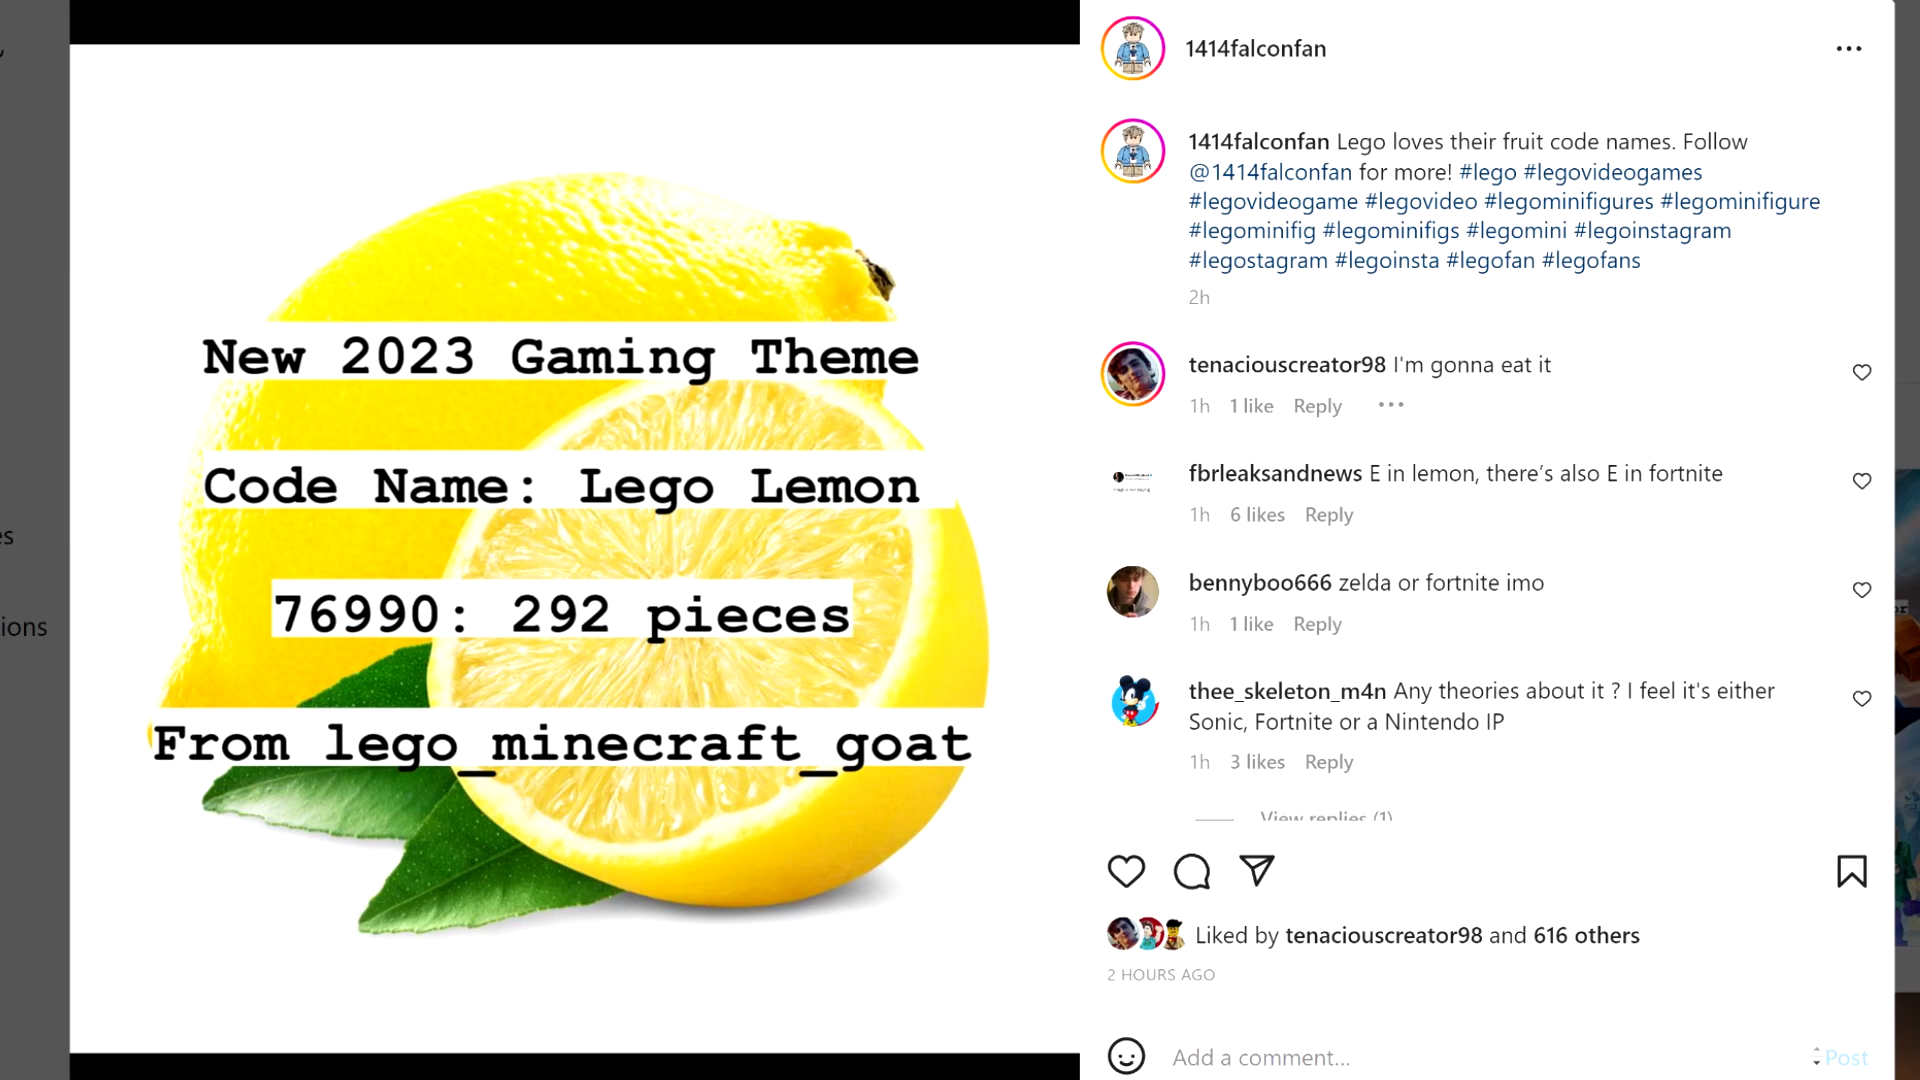 New 2023 Gaming Theme
Code Name: Lego Lemon
76990: 292 pieces
From lego_minecraft_goat
es
ions
1414falconfan
1414falconfan Lego loves their fruit code names. Follow
@1414falconfan for more! #lego #legovideogames
#legovideogame #legovideo #legominifigures #legominifigure
#legominifig #legominifigs #legomini #legoinstagram
#legostagram #legoinsta #legofan #legofans
2h
tenaciouscreator98 I'm gonna eat it
1h 1 like Reply
fbrleaksandnews E in lemon, there’s also E in fortnite
1h 6 likes Reply
bennyboo666 zelda or fortnite imo
1h 1 like Reply
thee_skeleton_m4n Any theories about it ? I feel it's either
Sonic, Fortnite or a Nintendo IP
1h 3 likes Reply
View replies (1)
Liked by tenaciouscreator98 and 616 others
2 HOURS AGO
Add a comment...
Post